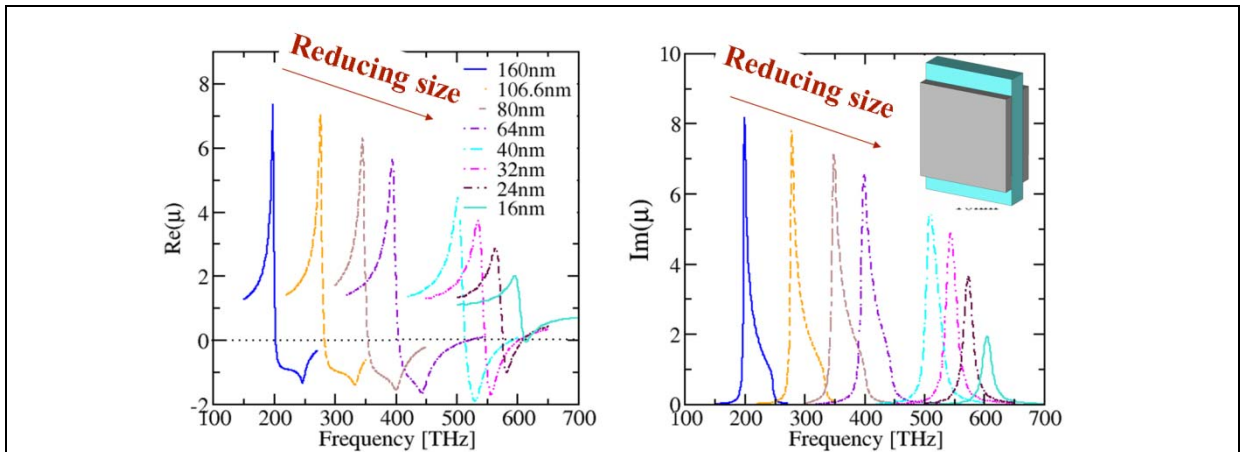 Reducing size
8
6
4
2
0
-2
Re(μ)
160nm
106.6nm
80nm
64nm
40nm
32nm
24nm
16nm
100 200 300 400 500 600 700
Frequency [THz]
Reducing size
10
8
6
4
2
0
Im(μ)
100 200 300 400 500 600 700
Frequency [THz]